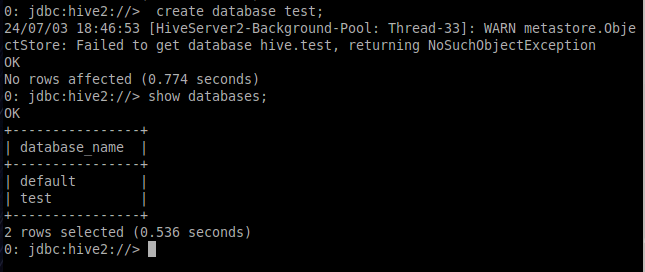 0: jdbc:hive2://>  create database test;
24/07/03 18:46:53 [HiveServer2-Background-Pool: Thread-33]: WARN metastore.Obje
ctStore: Failed to get database hive.test, returning NoSuchObjectException
OK
No rows affected (0.774 seconds)
0: jdbc:hive2://> show databases;
OK
+----------------+
| database_name  |
+----------------+
| default        |
| test           |
+----------------+
2 rows selected (0.536 seconds)
0: jdbc:hive2://>